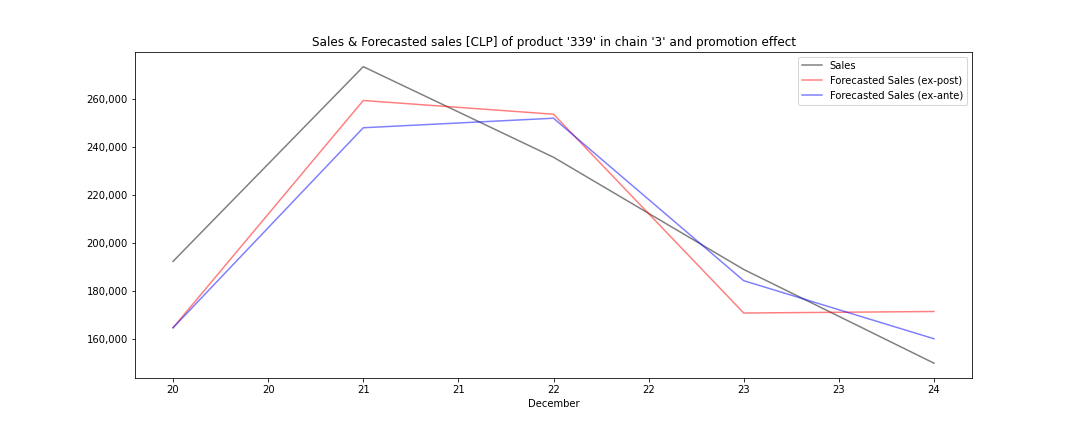 Sales & Forecasted sales [CLP] of product '339' in chain '3' and promotion effect
Sales
Forecasted Sales (ex-post)
Forecasted Sales (ex-ante)
260,000
240,000
220,000
200,000
180,000
160,000
20 20 21 21 22 22 23 23 24
December